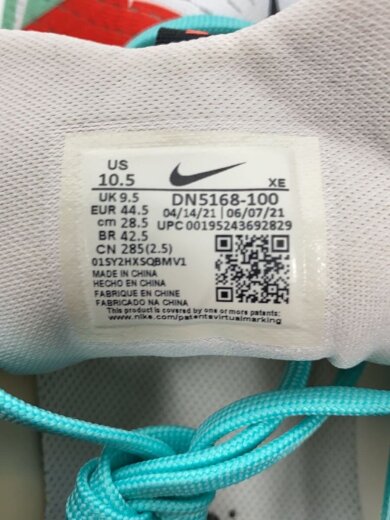 US
10.5
XE
UK 9.5
EUR 44.5
cm 28.5
BR 42.5
CN 285(2.5)
DN5168-100
04/14/21 | 06/07/21
UPC 00195243692829
01SY2HXSQBMV1
MADE IN CHINA
HECHO EN CHINA
FABRIQUE EN CHINE
FABRICADO NA CHINA
This product is covered by one or more patents:
www.nike.com/patentsvirtualmarking